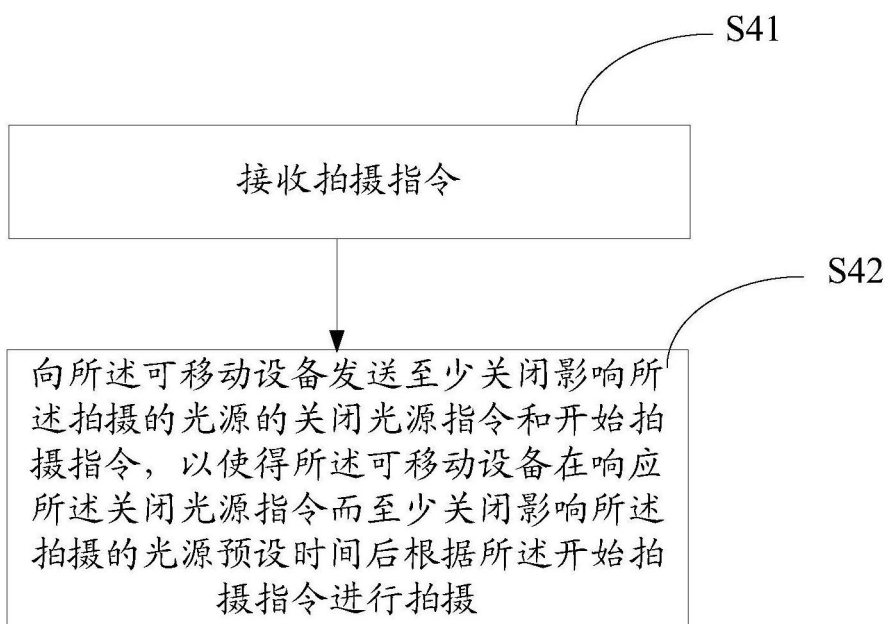 S41
接收拍摄指令
S42
向所述可移动设备发送至少关闭影响所
述拍摄的光源的关闭光源指令和开始拍
摄指令，以使得所述可移动设备在响应
所述关闭光源指令而至少关闭影响所述
拍摄的光源预设时间后根据所述开始拍
摄指令进行拍摄